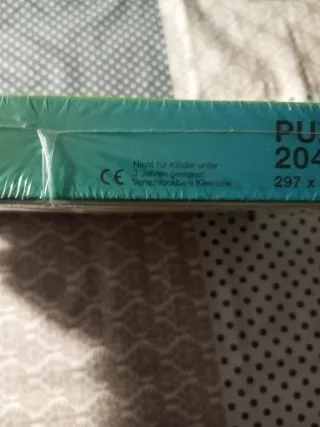 PU
204
297 x
CE
Nicht für Kinder unter
3 Jahren geeignet
Verschluckbare Kleinteile